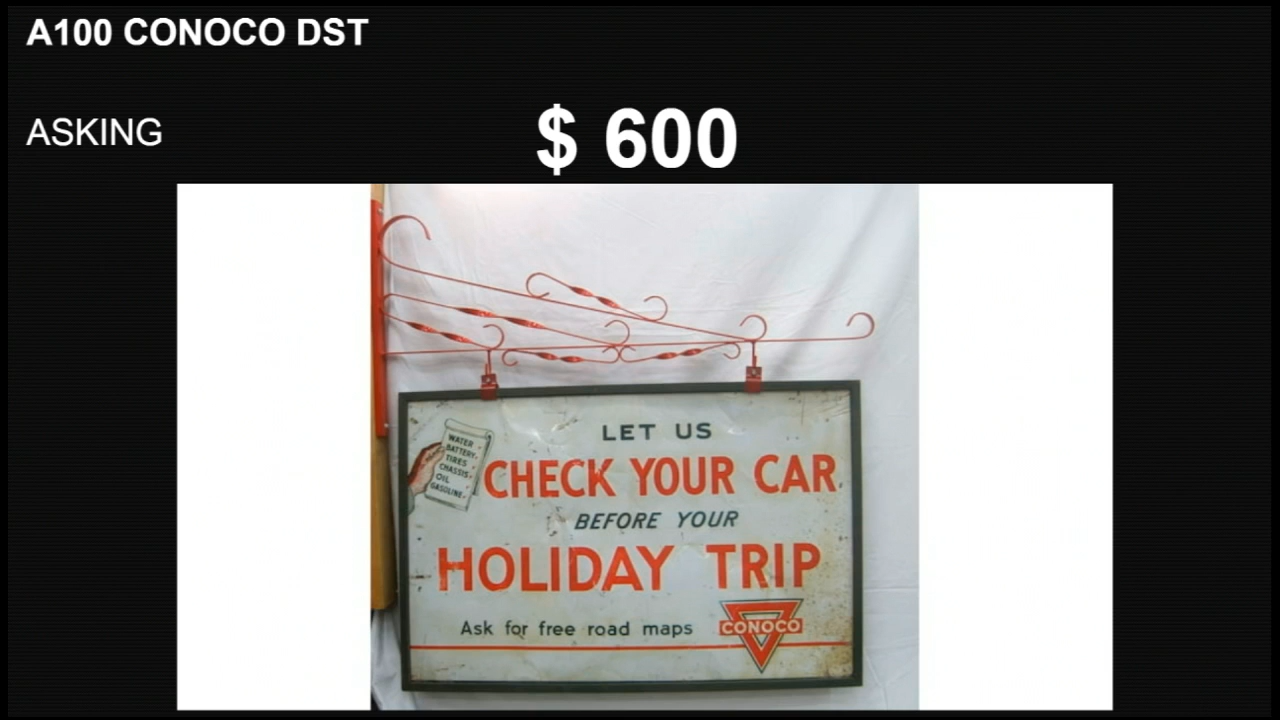 A100 CONOCO DST
ASKING
$ 600
LET US
WATER
BATTERY
TIRES
CHASSIS
OIL
GASOLINE
CHECK YOUR CAR
BEFORE YOUR
HOLIDAY TRIP
Ask for free road maps
CONOCO